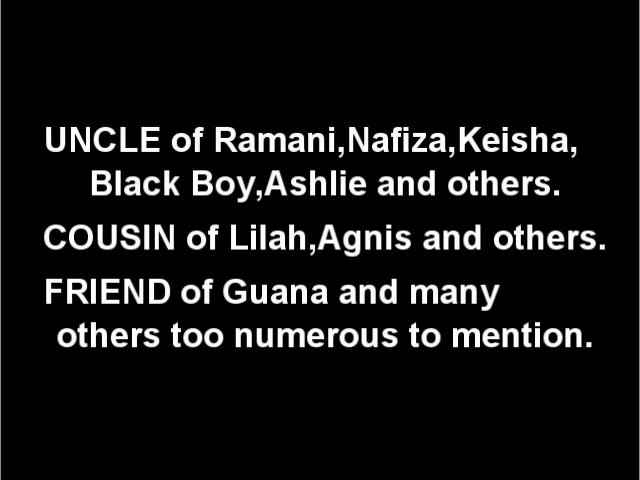 UNCLE of Ramani,Nafiza,Keisha,
Black Boy,Ashlie and others.
COUSIN of Lilah,Agnis and others.
FRIEND of Guana and many
others too numerous to mention.